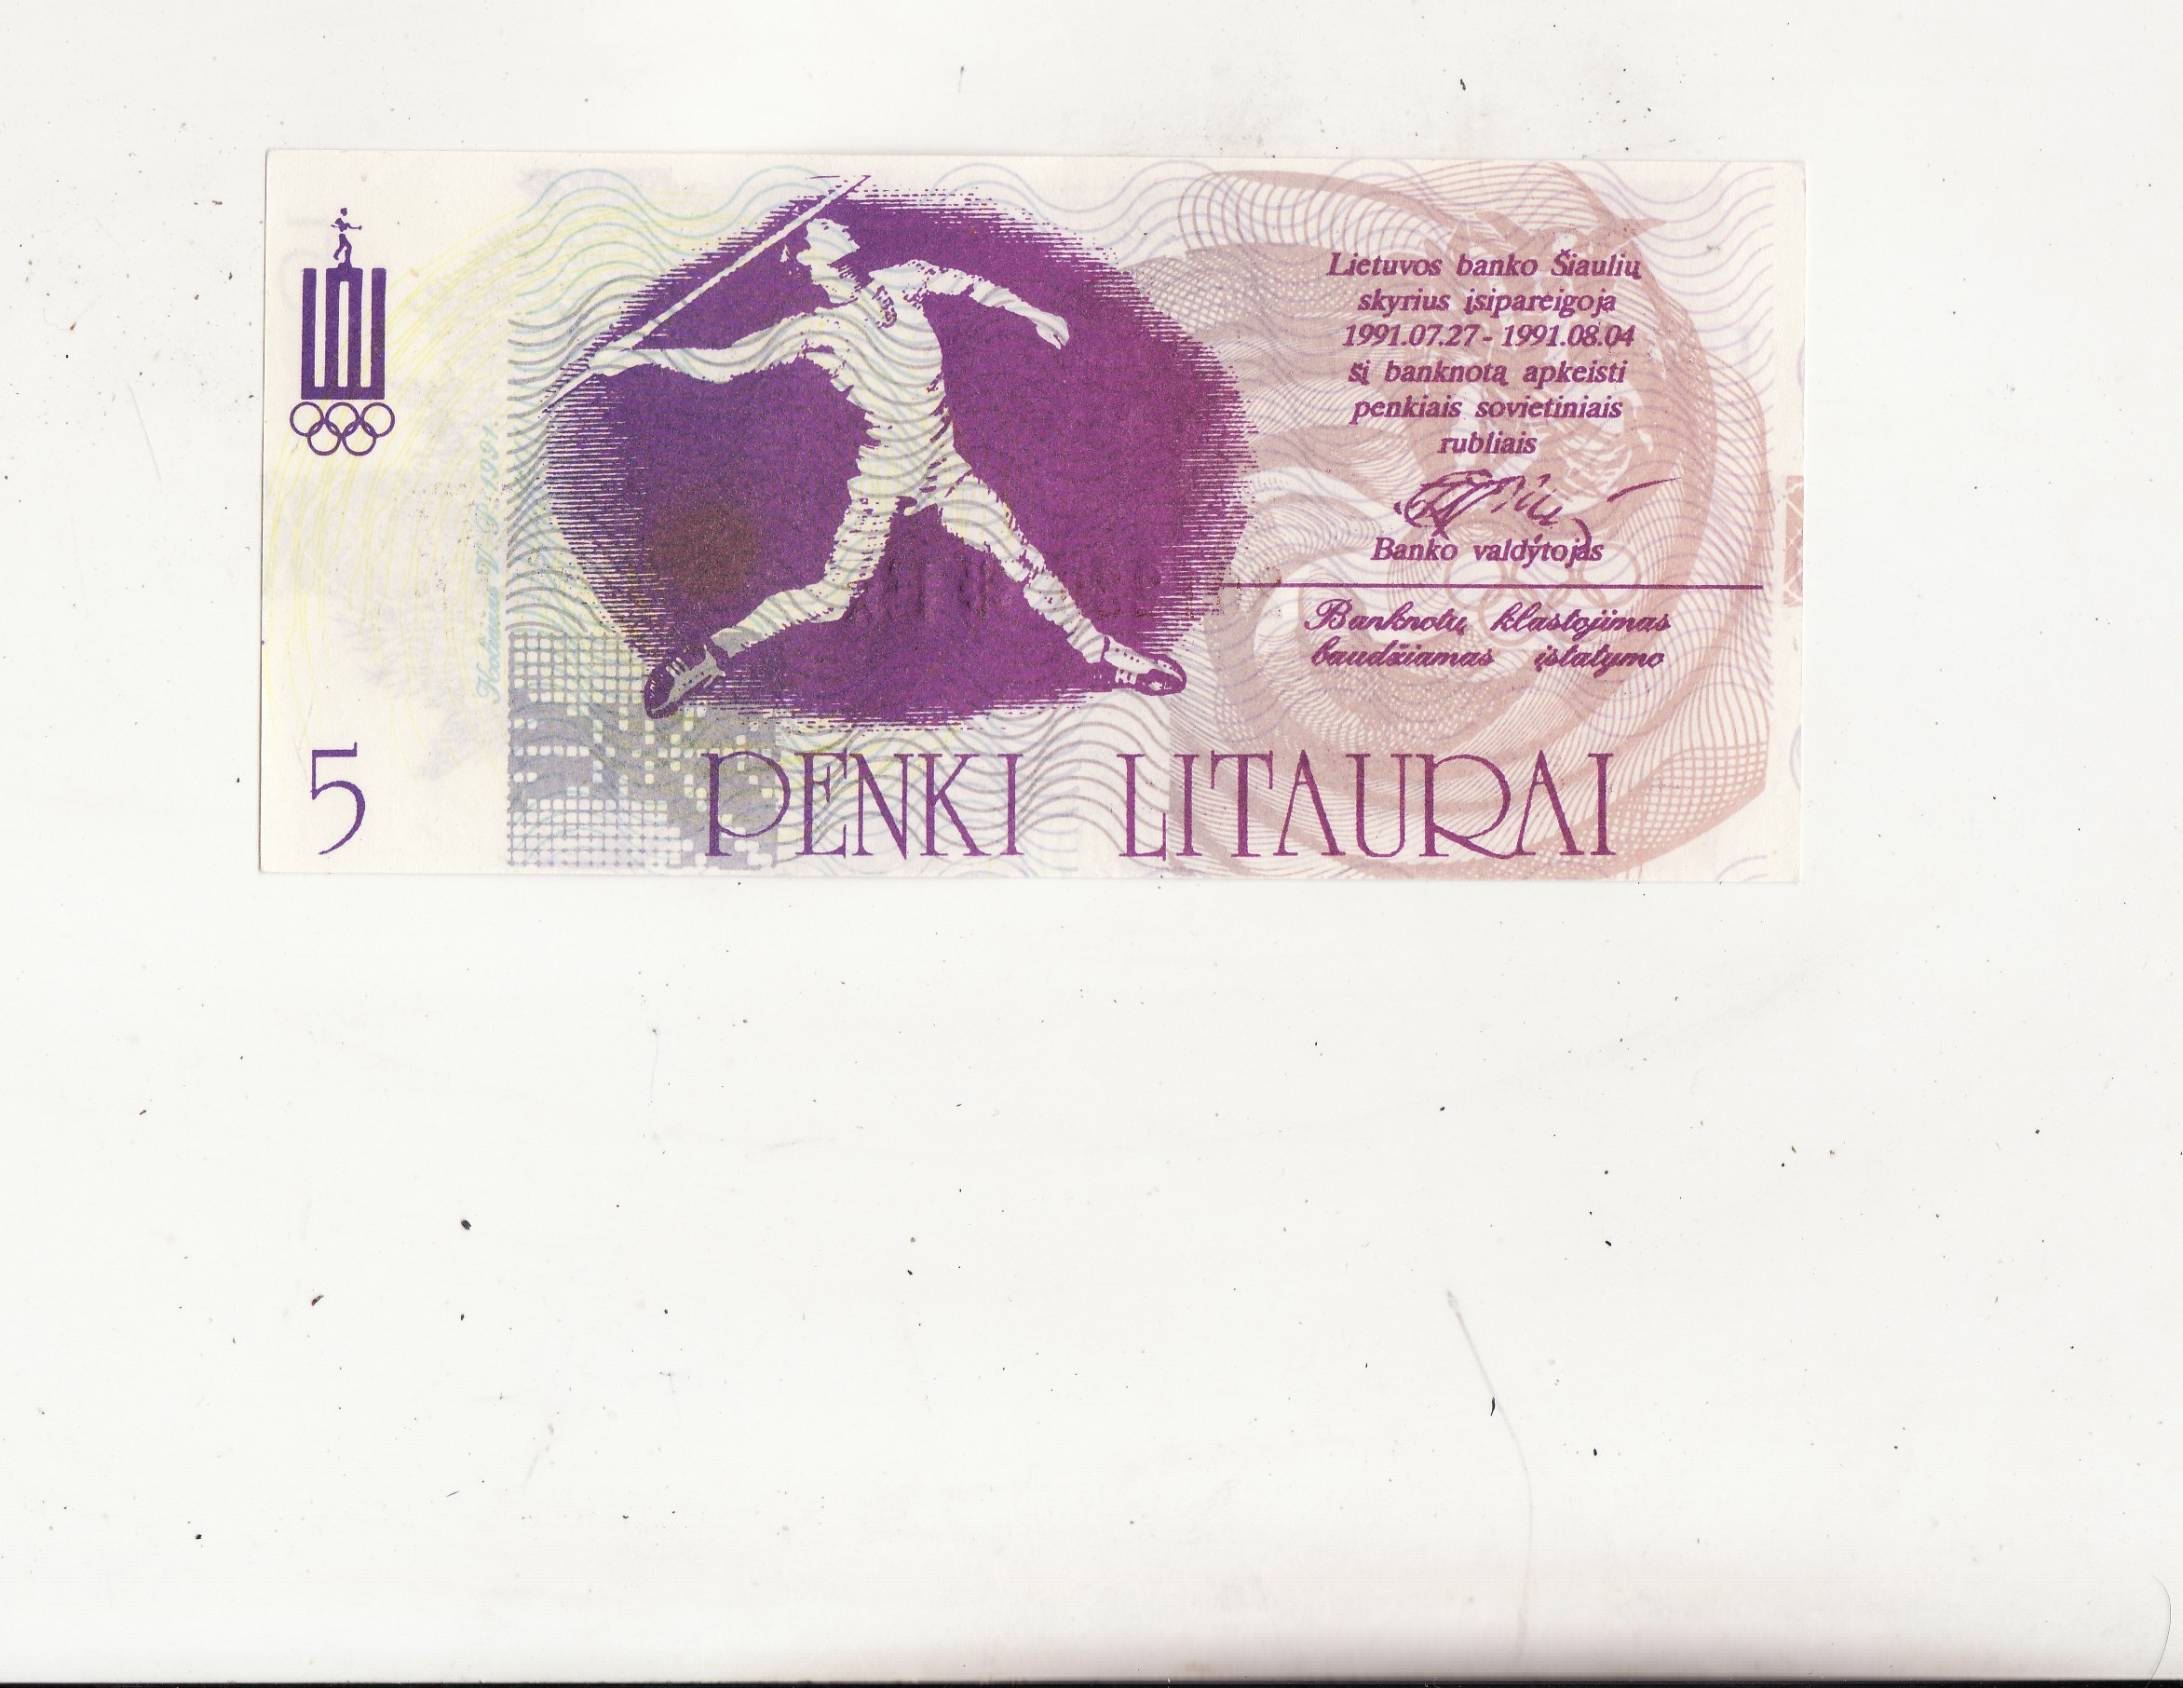 Lietuvos banko Šiaulių
skyrius įsipareigoja
1991.07.27 - 1991.08.04
šį banknotą apkeisti
penkiais sovietiniais
rubliais
Banko valdytojas
Banknotų klastojimas
baudžiamas įstatymo
1991
5
PENKI LITAURAI